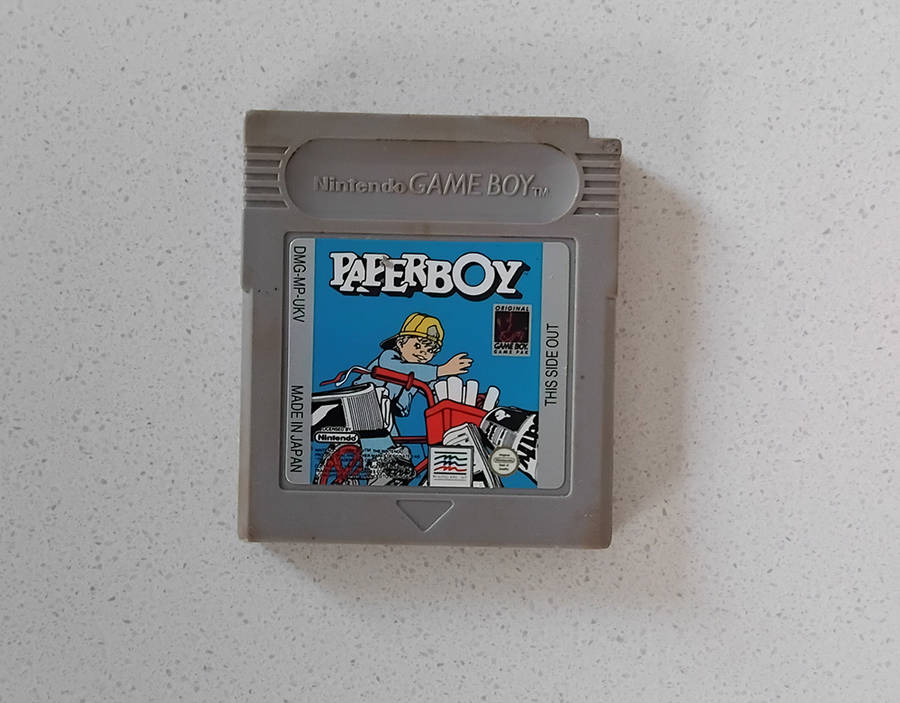 Nintendo GAME BOY TM
PAPERBOY
DMG-MP-UKV
MADE IN JAPAN
ORIGINAL
GAME BOY
GAME PAK
THIS SIDE OUT
LICENSED BY
Nintendo